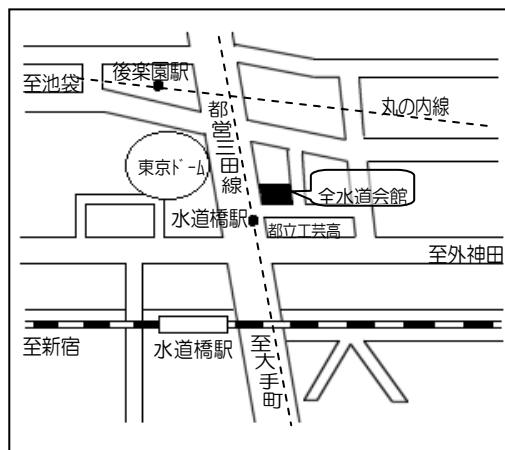 後楽園駅
至池袋
丸の内線
都営三田線
東京ﾄﾞｰﾑ
全水道会館
水道橋駅
都立工芸高
至外神田
至新宿
水道橋駅
至大手町